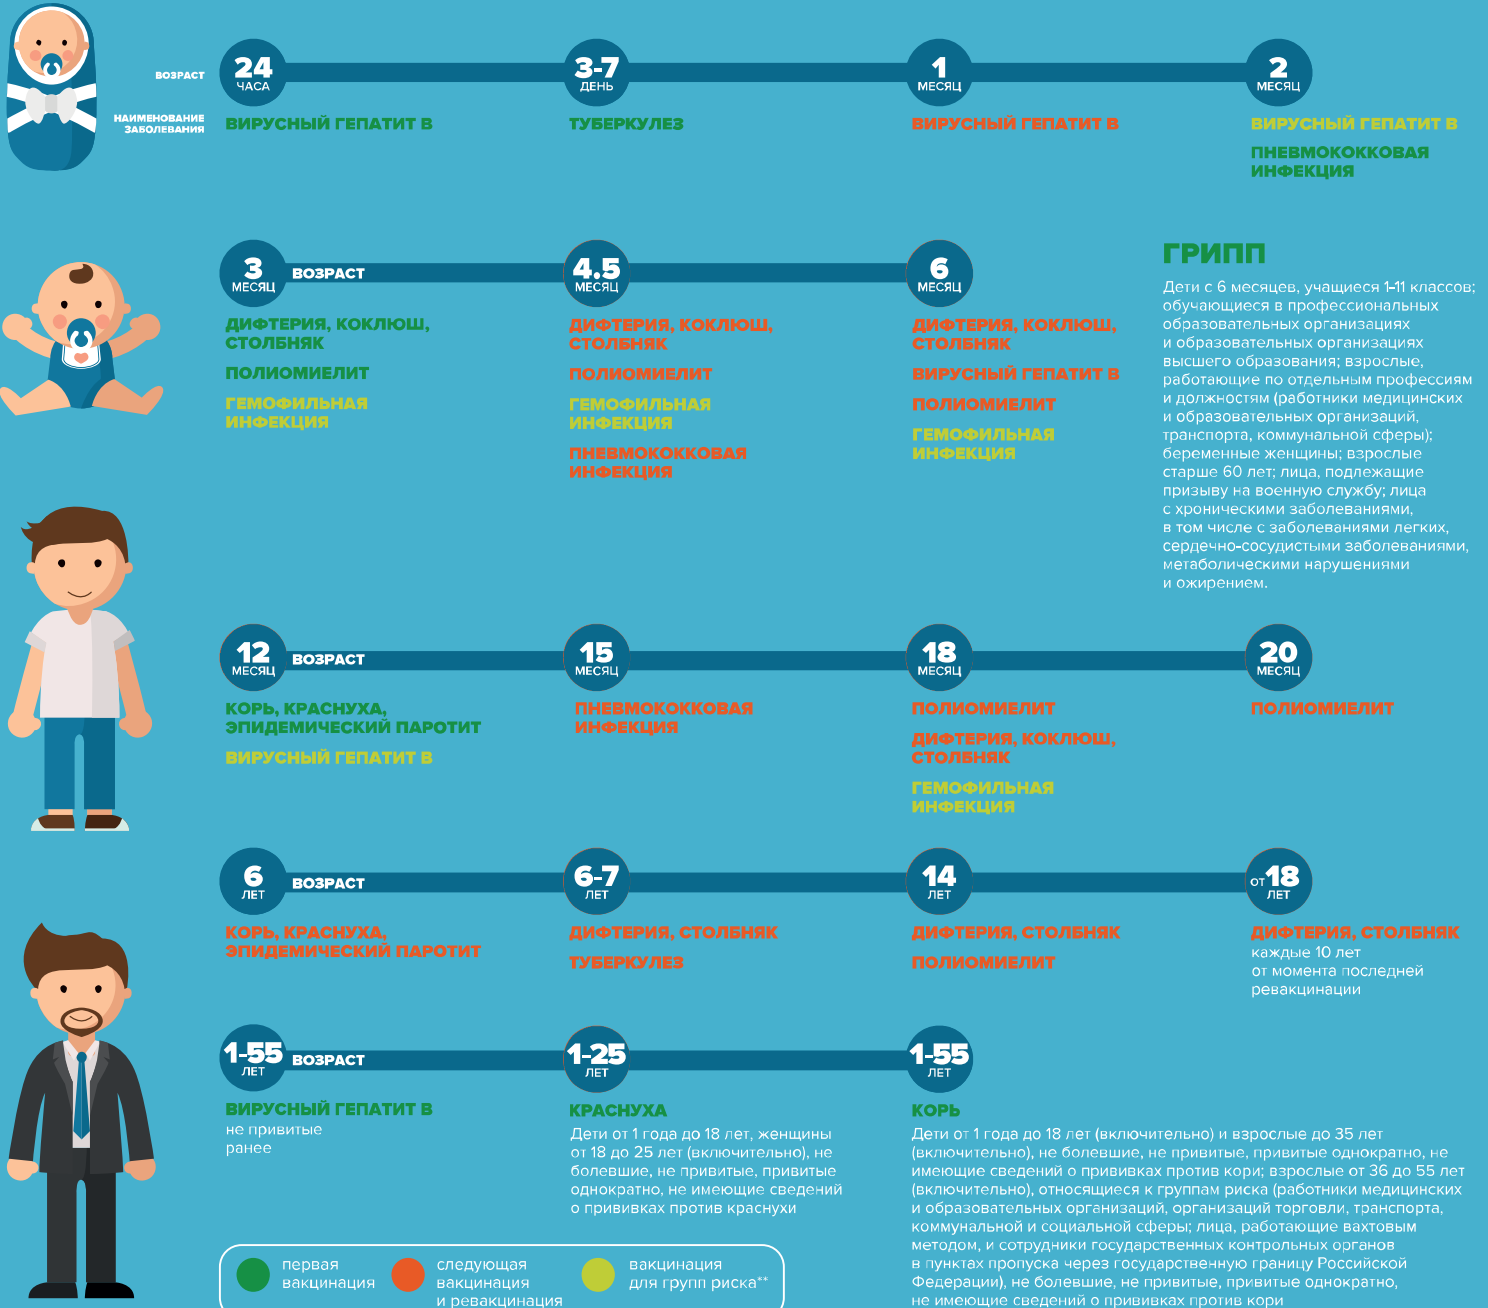 ВОЗРАСТ
24
ЧАСА
3-7
ДЕНЬ
1
МЕСЯЦ
2
МЕСЯЦ
НАИМЕНОВАНИЕ
ЗАБОЛЕВАНИЯ
ВИРУСНЫЙ ГЕПАТИТ В
ТУБЕРКУЛЕЗ
ВИРУСНЫЙ ГЕПАТИТ В
ВИРУСНЫЙ ГЕПАТИТ В
ПНЕВМОКОККОВАЯ
ИНФЕКЦИЯ
3
МЕСЯЦ
ВОЗРАСТ
4.5
МЕСЯЦ
6
МЕСЯЦ
ДИФТЕРИЯ, КОКЛЮШ,
СТОЛБНЯК
ПОЛИОМИЕЛИТ
ГЕМОФИЛЬНАЯ
ИНФЕКЦИЯ
ДИФТЕРИЯ, КОКЛЮШ,
СТОЛБНЯК
ПОЛИОМИЕЛИТ
ГЕМОФИЛЬНАЯ
ИНФЕКЦИЯ
ПНЕВМОКОККОВАЯ
ИНФЕКЦИЯ
ДИФТЕРИЯ, КОКЛЮШ,
СТОЛБНЯК
ВИРУСНЫЙ ГЕПАТИТ В
ПОЛИОМИЕЛИТ
ГЕМОФИЛЬНАЯ
ИНФЕКЦИЯ
ГРИПП
Дети с 6 месяцев, учащиеся 1-11 классов;
обучающиеся в профессиональных
образовательных организациях
и образовательных организациях
высшего образования; взрослые,
работающие по отдельным профессиям
и должностям (работники медицинских
и образовательных организаций,
транспорта, коммунальной сферы);
беременные женщины; взрослые
старше 60 лет; лица, подлежащие
призыву на военную службу; лица
с хроническими заболеваниями,
в том числе с заболеваниями легких,
сердечно-сосудистыми заболеваниями,
метаболическими нарушениями
и ожирением.
12
МЕСЯЦ
ВОЗРАСТ
15
МЕСЯЦ
18
МЕСЯЦ
20
МЕСЯЦ
КОРЬ, КРАСНУХА,
ЭПИДЕМИЧЕСКИЙ ПАРОТИТ
ВИРУСНЫЙ ГЕПАТИТ В
ПНЕВМОКОККОВАЯ
ИНФЕКЦИЯ
ПОЛИОМИЕЛИТ
ДИФТЕРИЯ, КОКЛЮШ,
СТОЛБНЯК
ГЕМОФИЛЬНАЯ
ИНФЕКЦИЯ
ПОЛИОМИЕЛИТ
6
ЛЕТ
ВОЗРАСТ
6-7
ЛЕТ
14
ЛЕТ
от 18
ЛЕТ
КОРЬ, КРАСНУХА,
ЭПИДЕМИЧЕСКИЙ ПАРОТИТ
ДИФТЕРИЯ, СТОЛБНЯК
ТУБЕРКУЛЕЗ
ДИФТЕРИЯ, СТОЛБНЯК
ПОЛИОМИЕЛИТ
ДИФТЕРИЯ, СТОЛБНЯК
каждые 10 лет
от момента последней
ревакцинации
1-55
ЛЕТ
ВОЗРАСТ
1-25
ЛЕТ
1-55
ЛЕТ
ВИРУСНЫЙ ГЕПАТИТ В
не привитые
ранее
КРАСНУХА
Дети от 1 года до 18 лет, женщины
от 18 до 25 лет (включительно), не
болевшие, не привитые, привитые
однократно, не имеющие сведений
о прививках против краснухи
КОРЬ
Дети от 1 года до 18 лет (включительно) и взрослые до 35 лет
(включительно), не болевшие, не привитые, привитые однократно, не
имеющие сведений о прививках против кори; взрослые от 36 до 55 лет
(включительно), относящиеся к группам риска (работники медицинских
и образовательных организаций, организаций торговли, транспорта,
коммунальной и социальной сферы; лица, работающие вахтовым
методом, и сотрудники государственных контрольных органов
в пунктах пропуска через государственную границу Российской
Федерации), не болевшие, не привитые, привитые однократно,
не имеющие сведений о прививках против кори
первая
вакцинация
следующая
вакцинация
и ревакцинация
вакцинация
для групп риска**